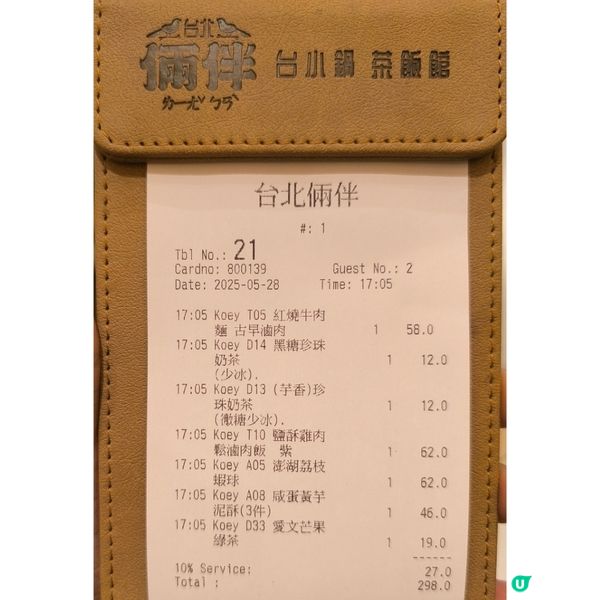 台北
倆伴 台小鍋 茶飯館
ㄌㄧㄤˇ ㄅㄢˋ
台北倆伴
#: 1
Tbl No.: 21
Cardno: 800139 Guest No.: 2
Date: 2025-05-28 Time: 17:05
17:05 Koey T05 紅燒牛肉
麵 古早滷肉 1 58.0
17:05 Koey D14 黑糖珍珠
奶茶 1 12.0
(少冰).
17:05 Koey D13 (芋香)珍
珠奶茶 1 12.0
(微糖少冰).
17:05 Koey T10 鹽酥雞肉
鬆滷肉飯 紫 1 62.0
17:05 Koey A05 澎湖荔枝
蝦球 1 62.0
17:05 Koey A08 咸蛋黃芋
泥酥(3件) 1 46.0
17:05 Koey D33 愛文芒果
綠茶 1 19.0
------
10% Service: 27.0
Total : 298.0